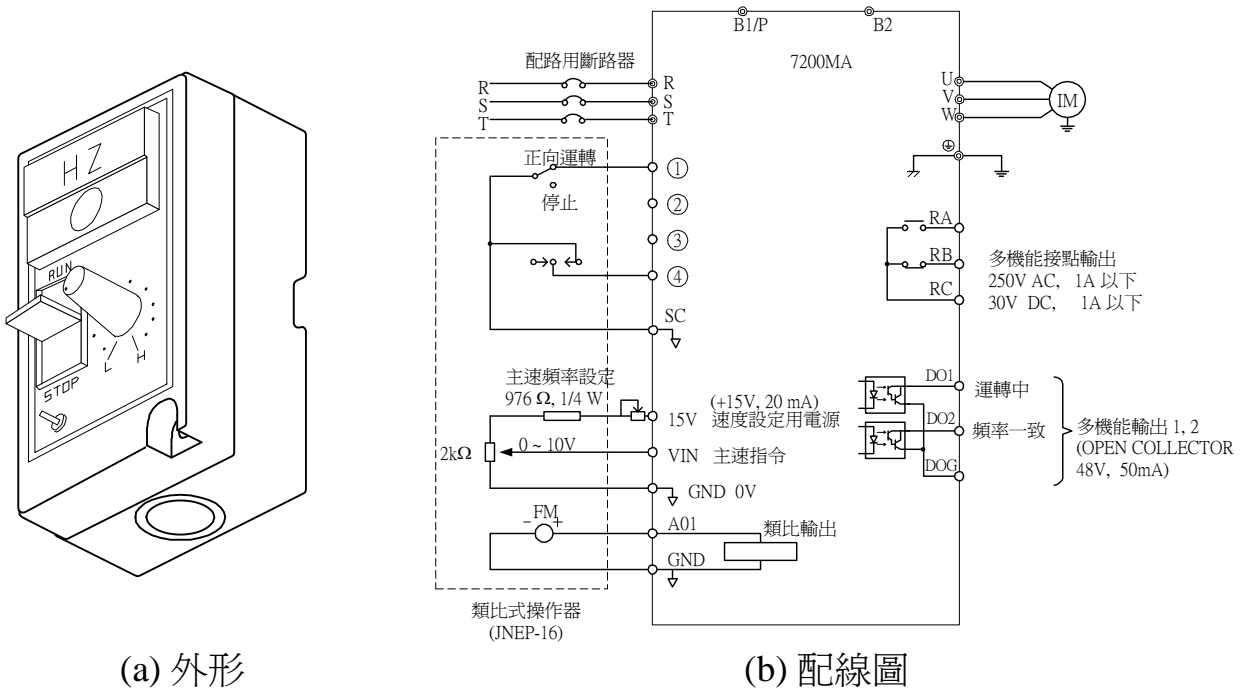 HZ
RUN
L
H
STOP
(a) 外形
B1/P
B2
7200MA
配路用斷路器
R
S
T
R
S
T
U
V
W
IM
正向運轉
停止
①
②
③
④
SC
RA
RB
RC
多機能接點輸出
250V AC, 1A 以下
30V DC, 1A 以下
主速頻率設定
976 Ω, 1/4 W
2kΩ
0 ~ 10V
15V
(+15V, 20 mA)
速度設定用電源
VIN 主速指令
GND 0V
- FM +
A01
GND
類比輸出
DO1
DO2
DOG
運轉中
頻率一致
多機能輸出 1, 2
(OPEN COLLECTOR
48V, 50mA)
類比式操作器
(JNEP-16)
(b) 配線圖